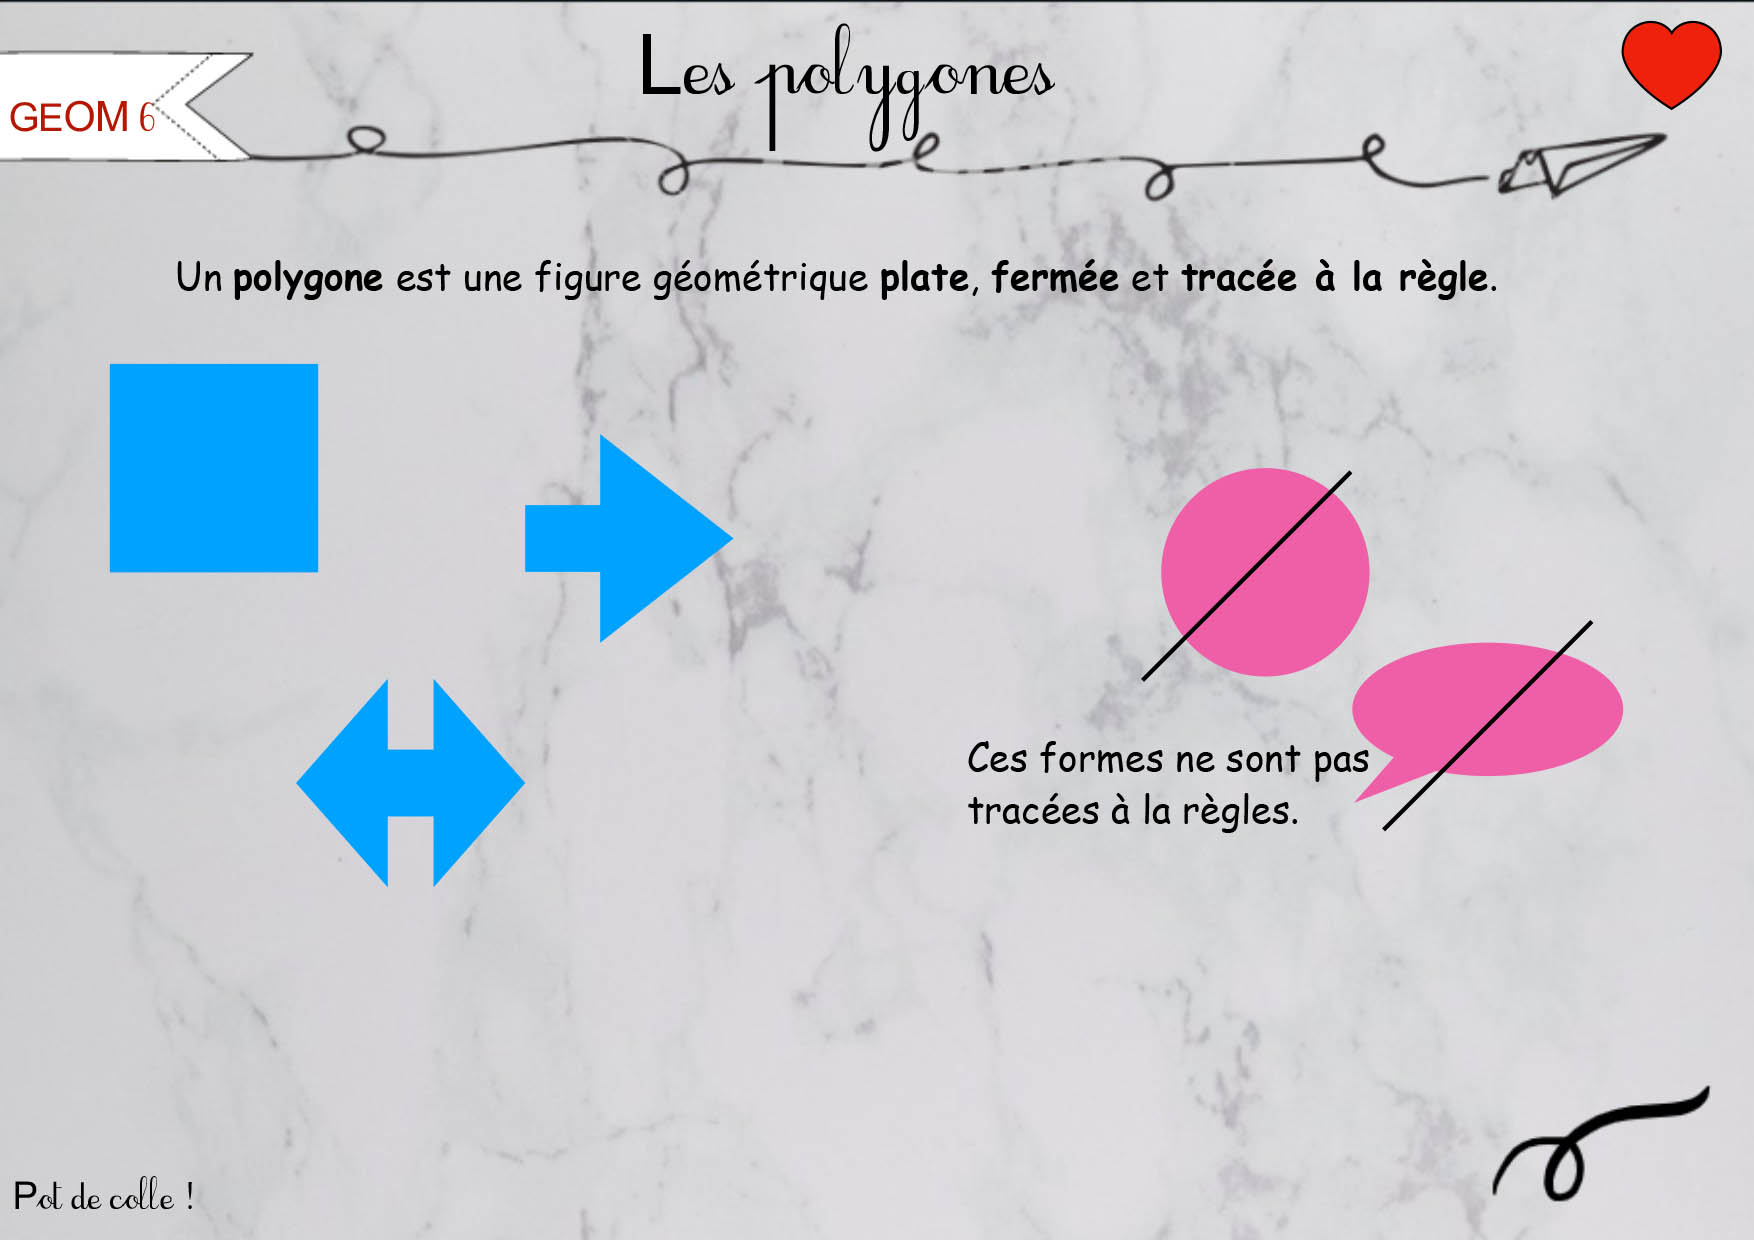 Les polygones
GEOM 6
Un polygone est une figure géométrique plate, fermée et tracée à la règle.
Ces formes ne sont pas
tracées à la règles.
Pot de colle !